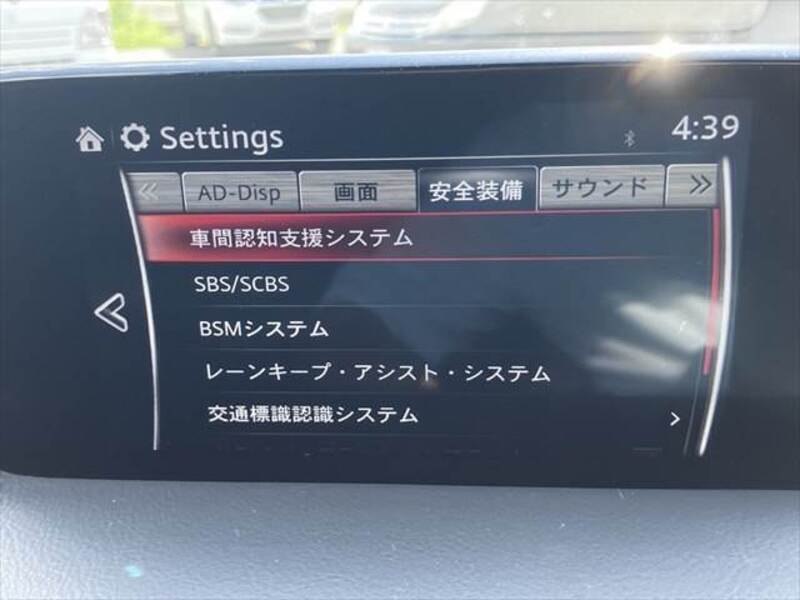 Settings 4:39
AD-Disp 画面 安全装備 サウンド
車間認知支援システム
SBS/SCBS
BSMシステム
レーンキープ・アシスト・システム
交通標識認識システム